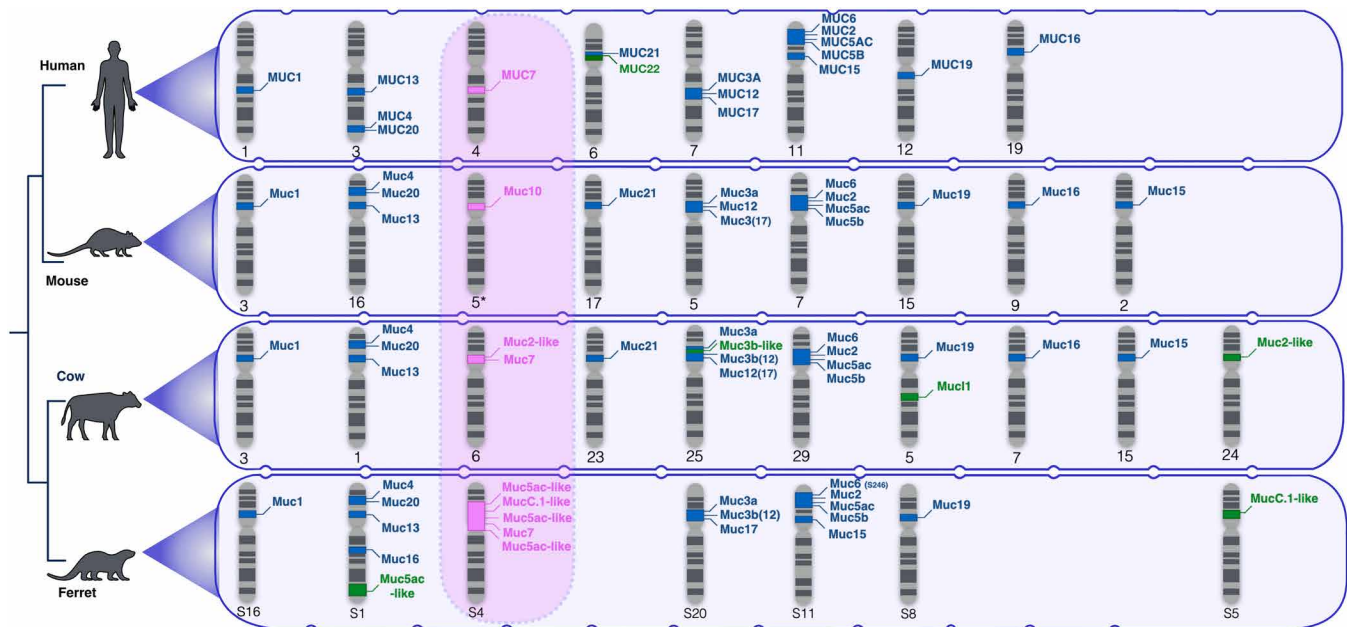 Human
MUC1
1
MUC13
MUC4
MUC20
3
MUC7
4
MUC21
MUC22
6
MUC3A
MUC12
MUC17
7
MUC6
MUC2
MUC5AC
MUC5B
MUC15
11
MUC19
12
MUC16
19
Mouse
Muc1
3
Muc4
Muc20
Muc13
16
Muc10
5*
Muc21
17
Muc3a
Muc12
Muc3(17)
5
Muc6
Muc2
Muc5ac
Muc5b
7
Muc19
15
Muc16
9
Muc15
2
Cow
Muc1
3
Muc4
Muc20
Muc13
1
Muc2-like
Muc7
6
Muc21
23
Muc3a
Muc3b-like
Muc3b(12)
Muc12(17)
25
Muc6
Muc2
Muc5ac
Muc5b
29
Muc19
Mucl1
5
Muc16
7
Muc15
15
Muc2-like
24
Ferret
Muc1
S16
Muc4
Muc20
Muc13
Muc16
Muc5ac
-like
S1
Muc5ac-like
MucC.1-like
Muc5ac-like
Muc7
Muc5ac-like
S4
Muc3a
Muc3b(12)
Muc17
S20
Muc6 (S246)
Muc2
Muc5ac
Muc5b
Muc15
S11
Muc19
S8
MucC.1-like
S5